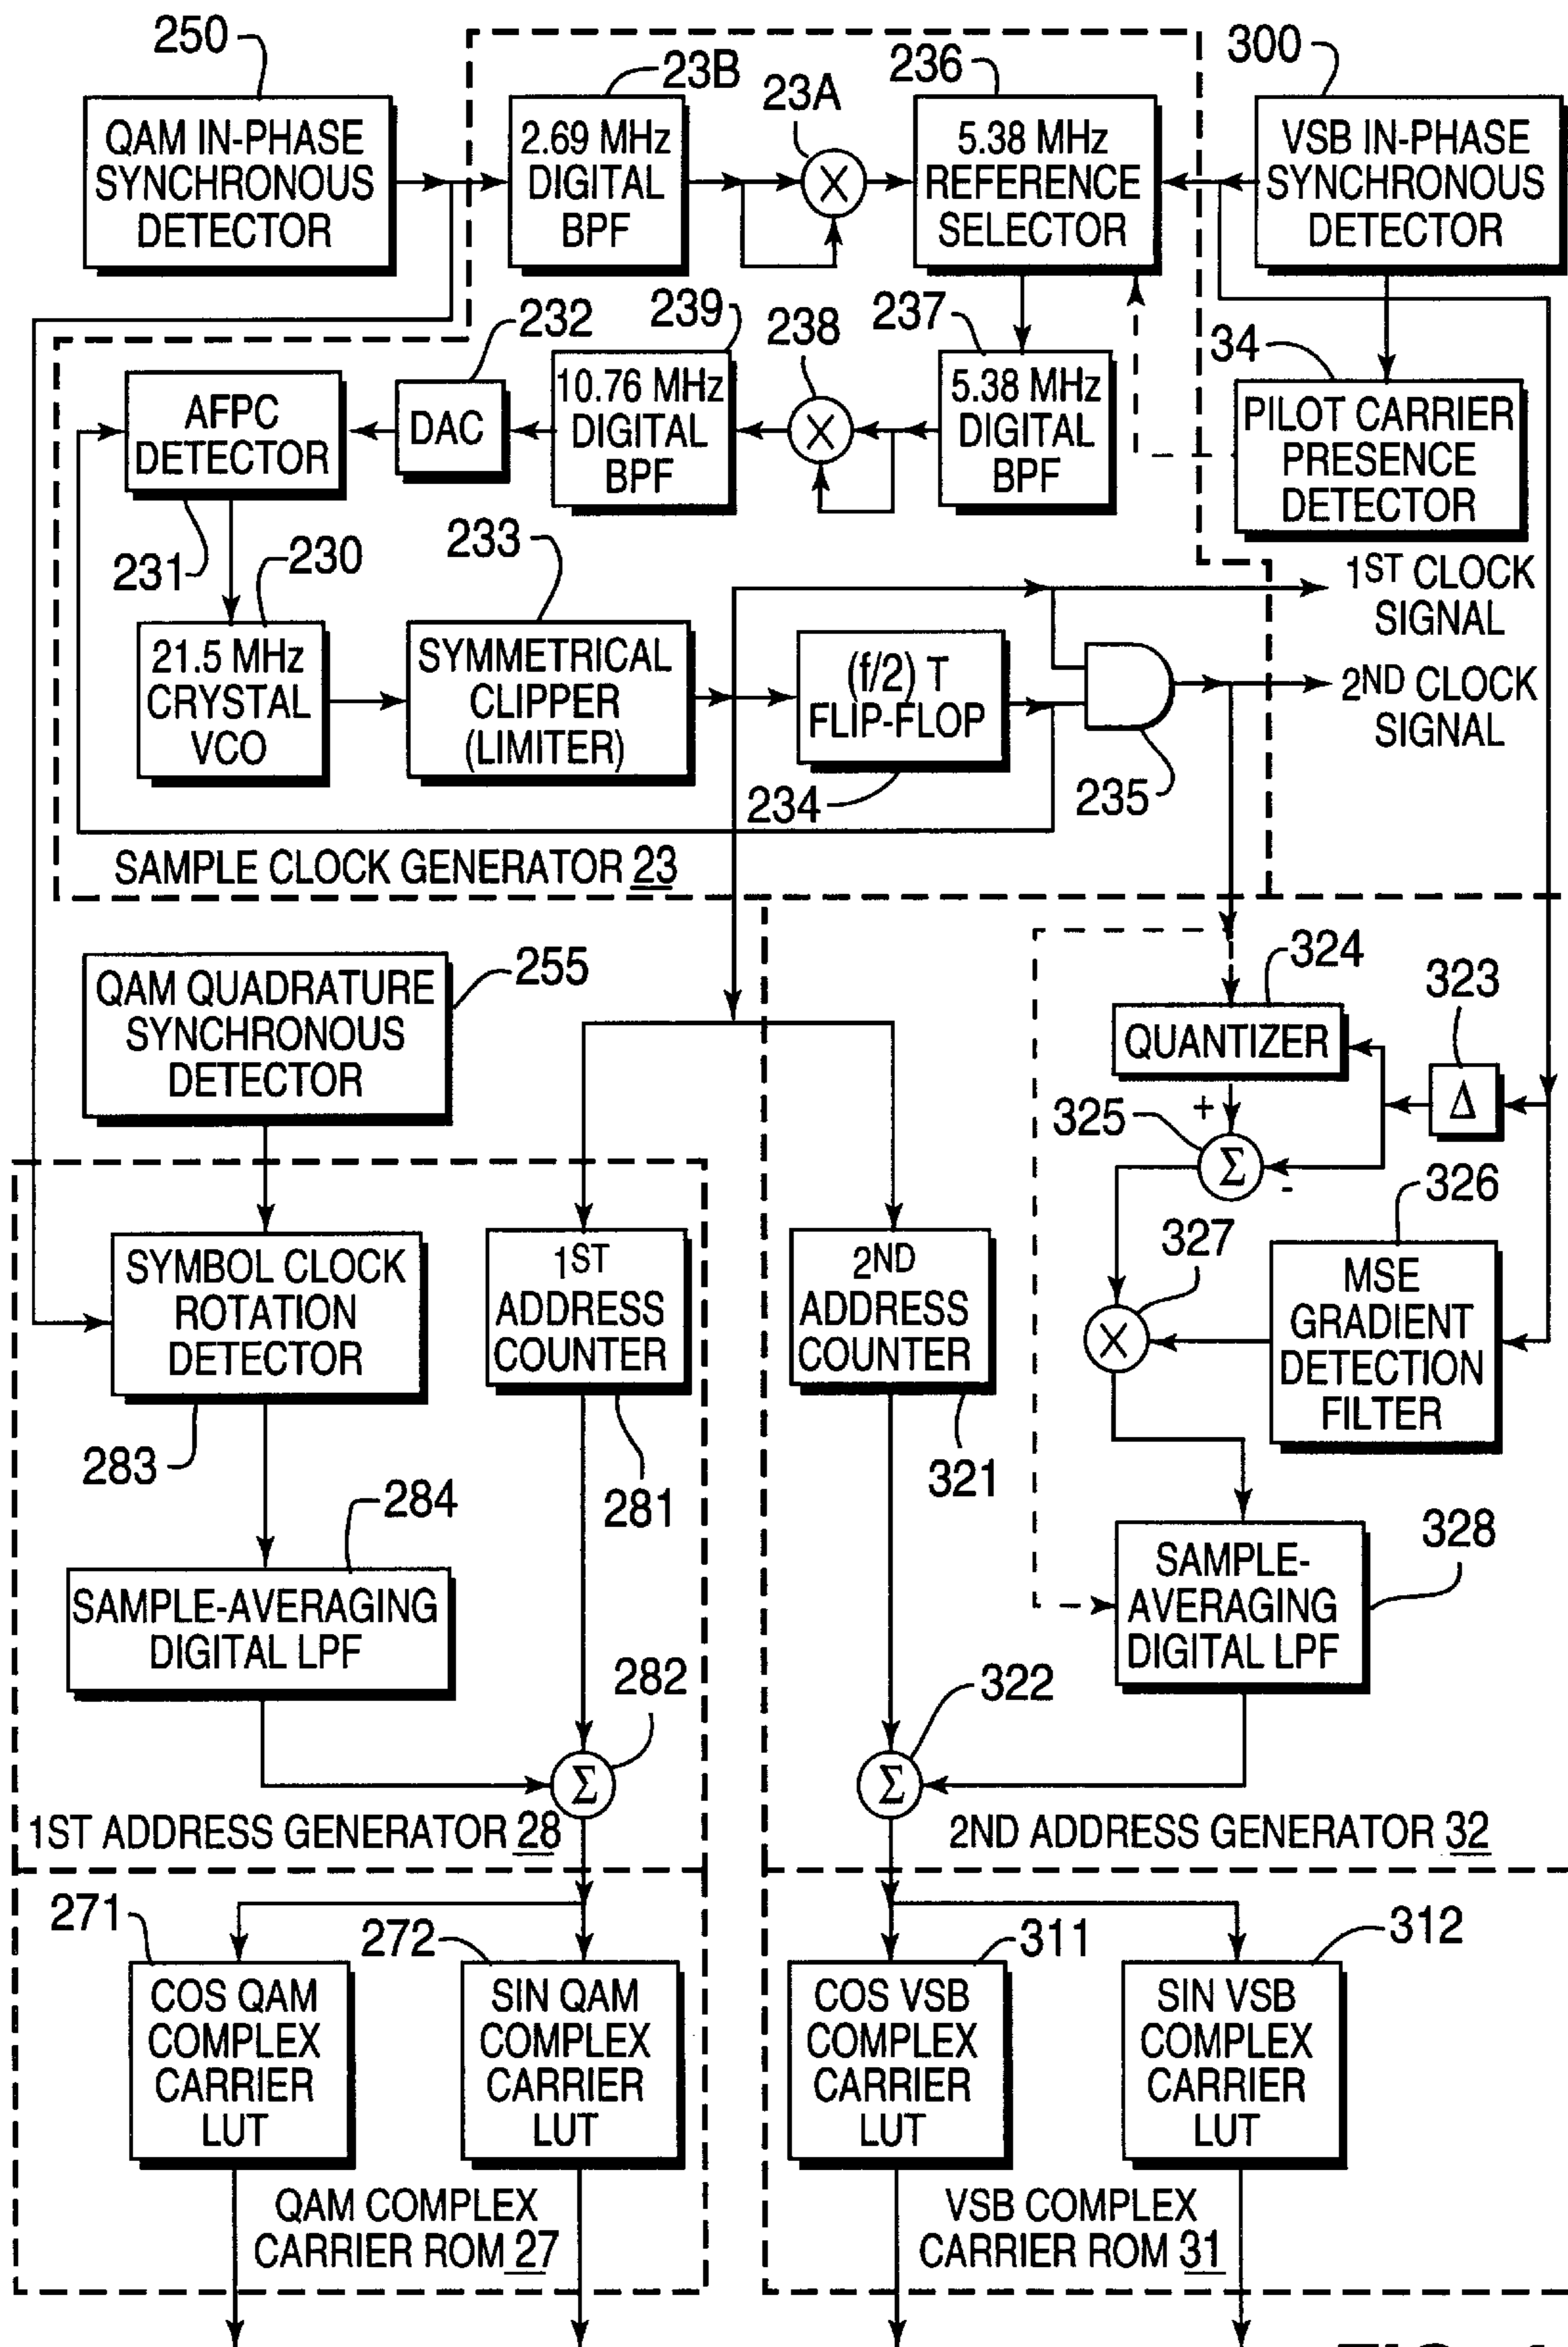 250
23B
23A
236
300
QAM IN-PHASE
SYNCHRONOUS
DETECTOR
2.69 MHz
DIGITAL
BPF
X
5.38 MHz
REFERENCE
SELECTOR
VSB IN-PHASE
SYNCHRONOUS
DETECTOR
232
239
238
237
34
AFPC
DETECTOR
DAC
10.76 MHz
DIGITAL
BPF
X
5.38 MHz
DIGITAL
BPF
PILOT CARRIER
PRESENCE
DETECTOR
231
230
233
1ST CLOCK
SIGNAL
21.5 MHz
CRYSTAL
VCO
SYMMETRICAL
CLIPPER
(LIMITER)
(f/2) T
FLIP-FLOP
2ND CLOCK
SIGNAL
234
235
SAMPLE CLOCK GENERATOR 23
255
324
323
QAM QUADRATURE
SYNCHRONOUS
DETECTOR
QUANTIZER
Δ
+
325
Σ
-
326
327
SYMBOL CLOCK
ROTATION
DETECTOR
1ST
ADDRESS
COUNTER
2ND
ADDRESS
COUNTER
X
MSE
GRADIENT
DETECTION
FILTER
283
281
321
284
328
SAMPLE-AVERAGING
DIGITAL LPF
SAMPLE-
AVERAGING
DIGITAL LPF
282
322
Σ
Σ
1ST ADDRESS GENERATOR 28
2ND ADDRESS GENERATOR 32
271
272
311
312
COS QAM
COMPLEX
CARRIER
LUT
SIN QAM
COMPLEX
CARRIER
LUT
COS VSB
COMPLEX
CARRIER
LUT
SIN VSB
COMPLEX
CARRIER
LUT
QAM COMPLEX
CARRIER ROM 27
VSB COMPLEX
CARRIER ROM 31